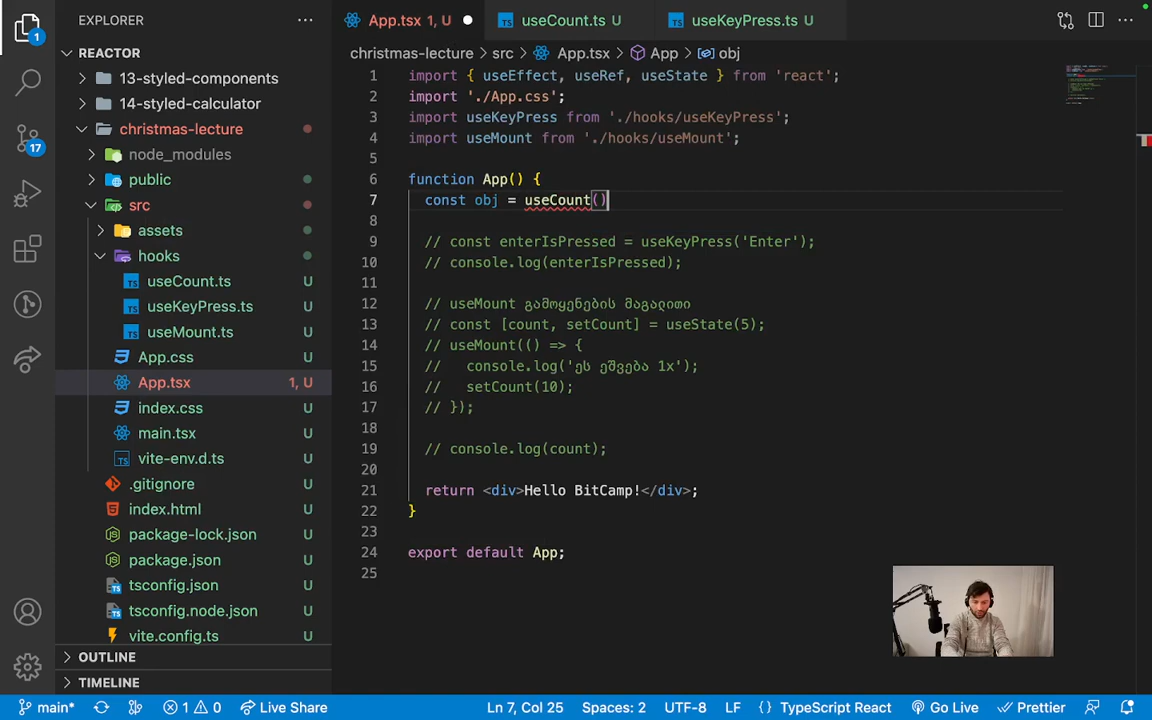 EXPLORER
App.tsx 1, U
useCount.ts U
useKeyPress.ts U
REACTOR
13-styled-components
14-styled-calculator
christmas-lecture
node_modules
public
src
assets
hooks
useCount.ts U
useKeyPress.ts U
useMount.ts U
App.css U
App.tsx 1, U
index.css U
main.tsx U
vite-env.d.ts U
.gitignore U
index.html U
package-lock.json U
package.json U
tsconfig.json U
tsconfig.node.json U
vite.config.ts U
OUTLINE
TIMELINE
1
17
christmas-lecture > src > App.tsx > App > obj
1 import { useEffect, useRef, useState } from 'react';
2 import './App.css';
3 import useKeyPress from './hooks/useKeyPress';
4 import useMount from './hooks/useMount';
5
6 function App() {
7 const obj = useCount()
8
9 // const enterIsPressed = useKeyPress('Enter');
10 // console.log(enterIsPressed);
11
12 // useMount გამოყენების მაგალითი
13 // const [count, setCount] = useState(5);
14 // useMount(() => {
15 // console.log('ეს ეშვება 1x');
16 // setCount(10);
17 // });
18
19 // console.log(count);
20
21 return <div>Hello BitCamp!</div>;
22 }
23
24 export default App;
25
main* 1 0 Live Share Ln 7, Col 25 Spaces: 2 UTF-8 LF {} TypeScript React Go Live Prettier